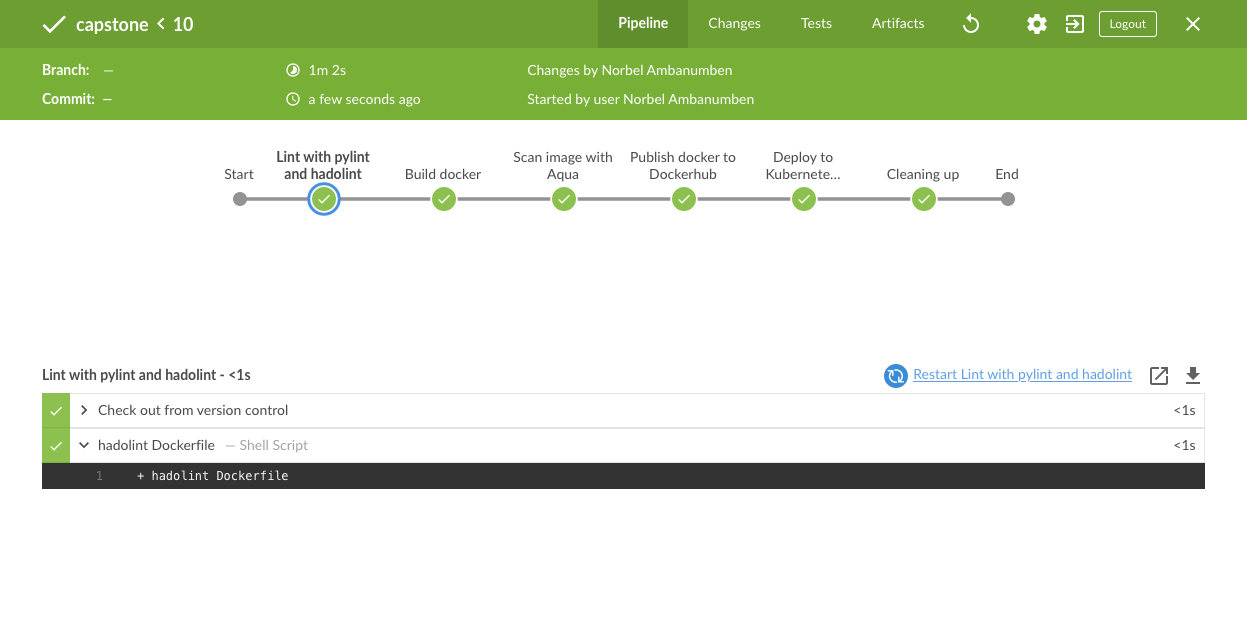 capstone < 10
Pipeline
Changes
Tests
Artifacts
Logout
Branch: —
1m 2s
Changes by Norbel Ambanumben
Commit: —
a few seconds ago
Started by user Norbel Ambanumben
Start
Lint with pylint
and hadolint
Build docker
Scan image with
Aqua
Publish docker to
Dockerhub
Deploy to
Kubernete...
Cleaning up
End
Lint with pylint and hadolint - <1s
Restart Lint with pylint and hadolint
Check out from version control
<1s
hadolint Dockerfile — Shell Script
<1s
1 + hadolint Dockerfile